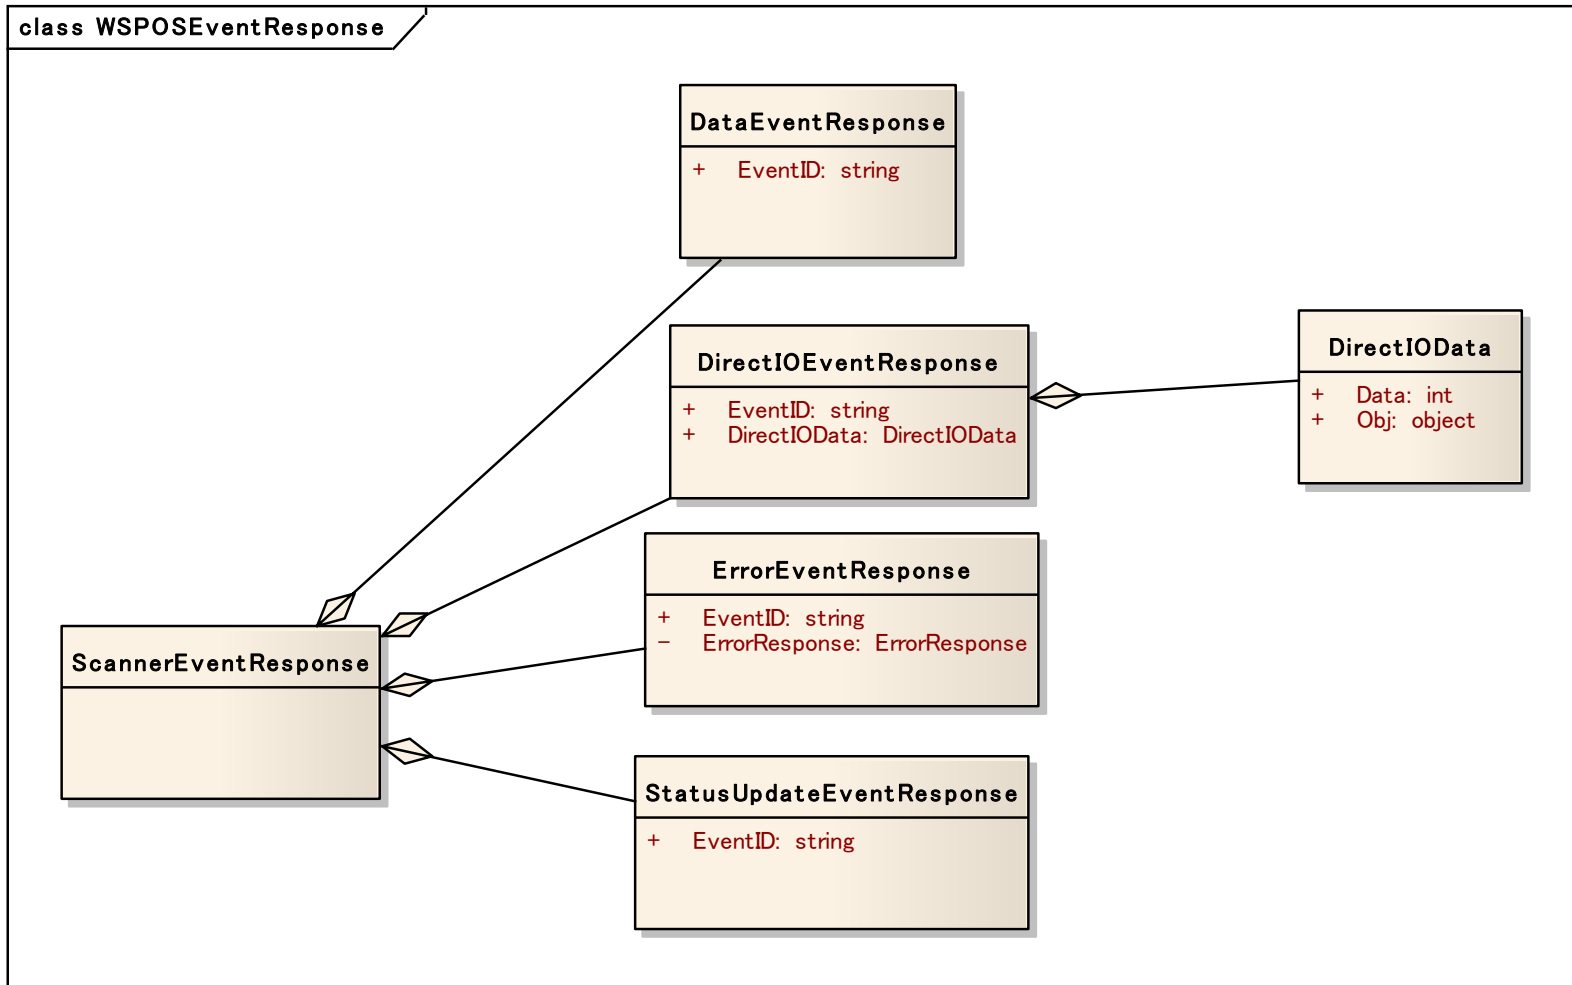 class WSPOSEventResponse
DataEventResponse
+ EventID: string
DirectIOEventResponse
+ EventID: string
+ DirectIOData: DirectIOData
DirectIOData
+ Data: int
+ Obj: object
ErrorEventResponse
+ EventID: string
- ErrorResponse: ErrorResponse
ScannerEventResponse
StatusUpdateEventResponse
+ EventID: string